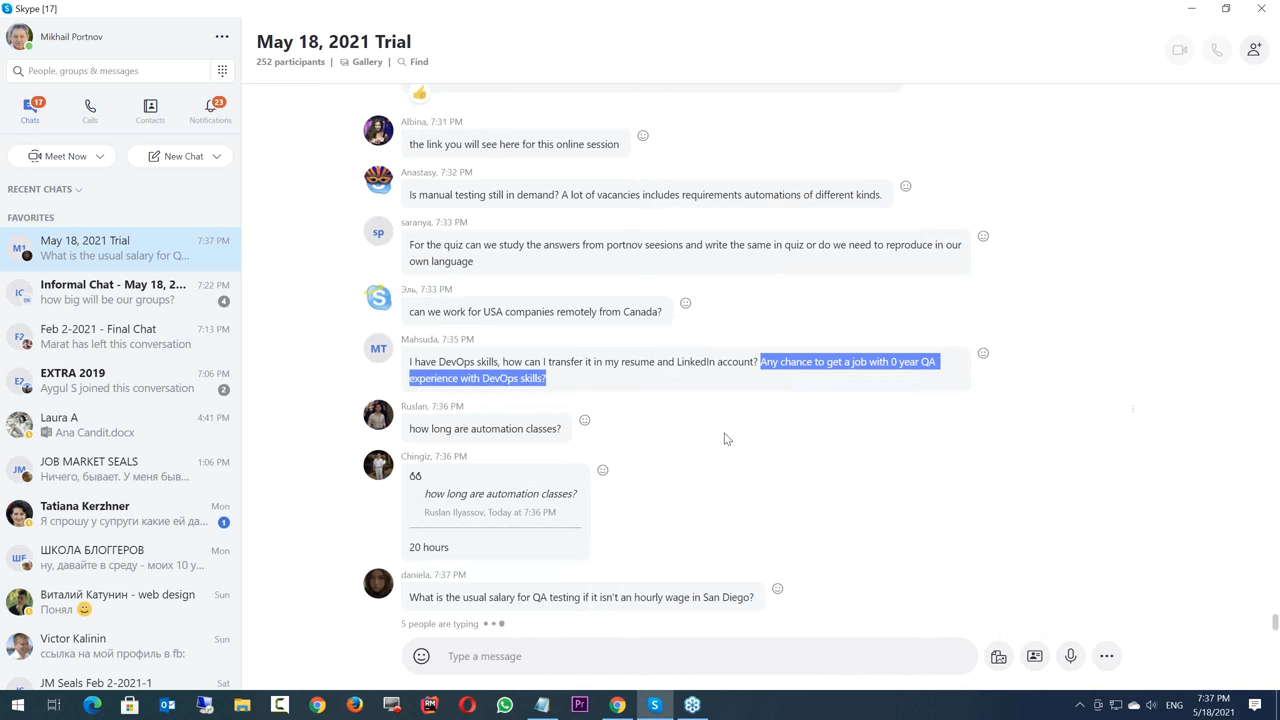 Skype [17]
Mikhail Portnov
People, groups & messages
17
23
Chats
Calls
Contacts
Notifications
Meet Now
New Chat
RECENT CHATS
FAVORITES
M1
May 18, 2021 Trial
7:37 PM
What is the usual salary for Q...
Informal Chat - May 18, 2...
7:22 PM
how big will be our groups?
4
F2
Feb 2-2021 - Final Chat
7:13 PM
Marat has left this conversation
E2
EXTRA 2019
7:06 PM
Aygul S joined this conversation
2
Laura A
4:41 PM
Ana Candit.docx
JM
JOB MARKET SEALS
1:06 PM
Ничего, бывает. У меня быв...
Tatiana Kerzhner
Mon
Я спрошу у супруги какие ей да...
1
ШЕ
ШКОЛА БЛОГГЕРОВ
Mon
ну, давайте в среду - моих 10 у...
Виталий Катунин - web design
Sun
Понял
Victor Kalinin
Sun
ссылка на мой профиль в fb:
JM Seals Feb 2-2021-1
Sat
May 18, 2021 Trial
252 participants | Gallery | Find
Albina, 7:31 PM
the link you will see here for this online session
Anastasy, 7:32 PM
Is manual testing still in demand? A lot of vacancies includes requirements automations of different kinds.
saranya, 7:33 PM
sp
For the quiz can we study the answers from portnov seesions and write the same in quiz or do we need to reproduce in our
own language
Эль, 7:33 PM
can we work for USA companies remotely from Canada?
Mahsuda, 7:35 PM
MT
I have DevOps skills, how can I transfer it in my resume and LinkedIn account? Any chance to get a job with 0 year QA
experience with DevOps skills?
Ruslan, 7:36 PM
how long are automation classes?
Chingiz, 7:36 PM
how long are automation classes?
Ruslan Ilyassov, Today at 7:36 PM
20 hours
daniela, 7:37 PM
What is the usual salary for QA testing if it isn't an hourly wage in San Diego?
5 people are typing
Type a message
ENG
7:37 PM
5/18/2021